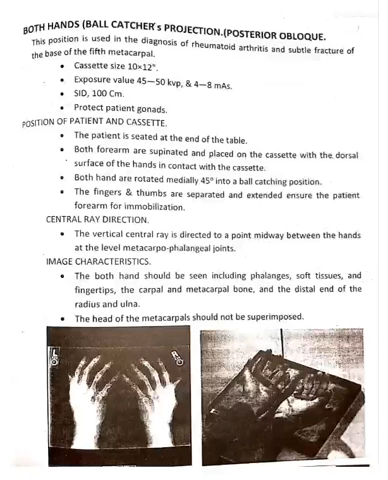 BOTH HANDS (BALL CATCHER's PROJECTION.(POSTERIOR OBLOQUE.
This position is used in the diagnosis of rheumatoid arthritis and subtle fracture of
the base of the fifth metacarpal.
• Cassette size 10×12".
• Exposure value 45—50 kvp, & 4—8 mAs.
• SID, 100 Cm.
• Protect patient gonads.
POSITION OF PATIENT AND CASSETTE.
• The patient is seated at the end of the table.
• Both forearm are supinated and placed on the cassette with the dorsal
surface of the hands in contact with the cassette.
• Both hand are rotated medially 45° into a ball catching position.
• The fingers & thumbs are separated and extended ensure the patient
forearm for immobilization.
CENTRAL RAY DIRECTION.
• The vertical central ray is directed to a point midway between the hands
at the level metacarpo-phalangeal joints.
IMAGE CHARACTERISTICS.
• The both hand should be seen including phalanges, soft tissues, and
fingertips, the carpal and metacarpal bone, and the distal end of the
radius and ulna.
• The head of the metacarpals should not be superimposed.